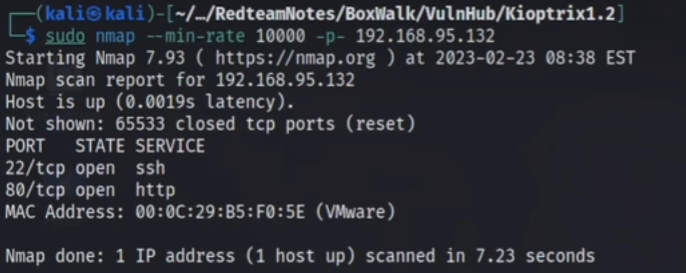 ┌──(kali㉿kali)-[~/…/RedteamNotes/BoxWalk/VulnHub/Kioptrix1.2]
└─$ sudo nmap --min-rate 10000 -p- 192.168.95.132
Starting Nmap 7.93 ( https://nmap.org ) at 2023-02-23 08:38 EST
Nmap scan report for 192.168.95.132
Host is up (0.0019s latency).
Not shown: 65533 closed tcp ports (reset)
PORT   STATE SERVICE
22/tcp open  ssh
80/tcp open  http
MAC Address: 00:0C:29:B5:F0:5E (VMware)
Nmap done: 1 IP address (1 host up) scanned in 7.23 seconds